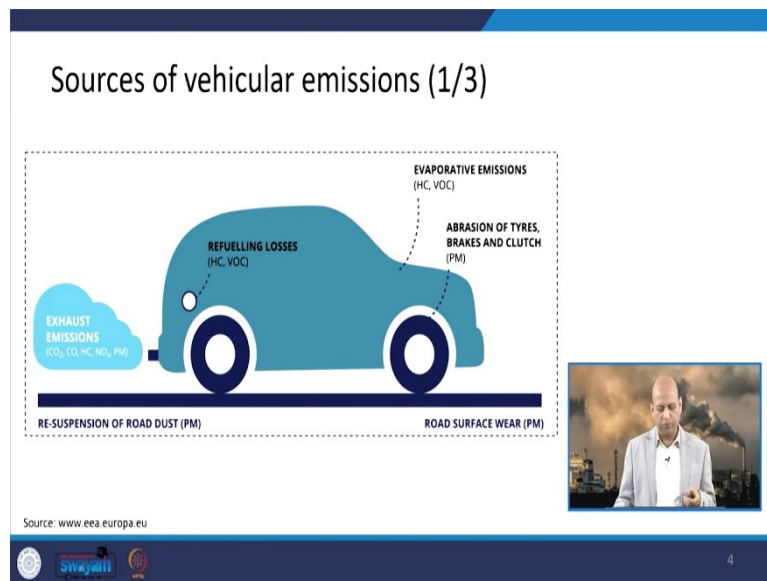 Sources of vehicular emissions (1/3)
EVAPORATIVE EMISSIONS
(HC, VOC)
ABRASION OF TYRES,
BRAKES AND CLUTCH
(PM)
REFUELLING LOSSES
(HC, VOC)
EXHAUST
EMISSIONS
(CO₂, CO, HC, NOₓ, PM)
RE-SUSPENSION OF ROAD DUST (PM)
ROAD SURFACE WEAR (PM)
Source: www.eea.europa.eu
swayam
4